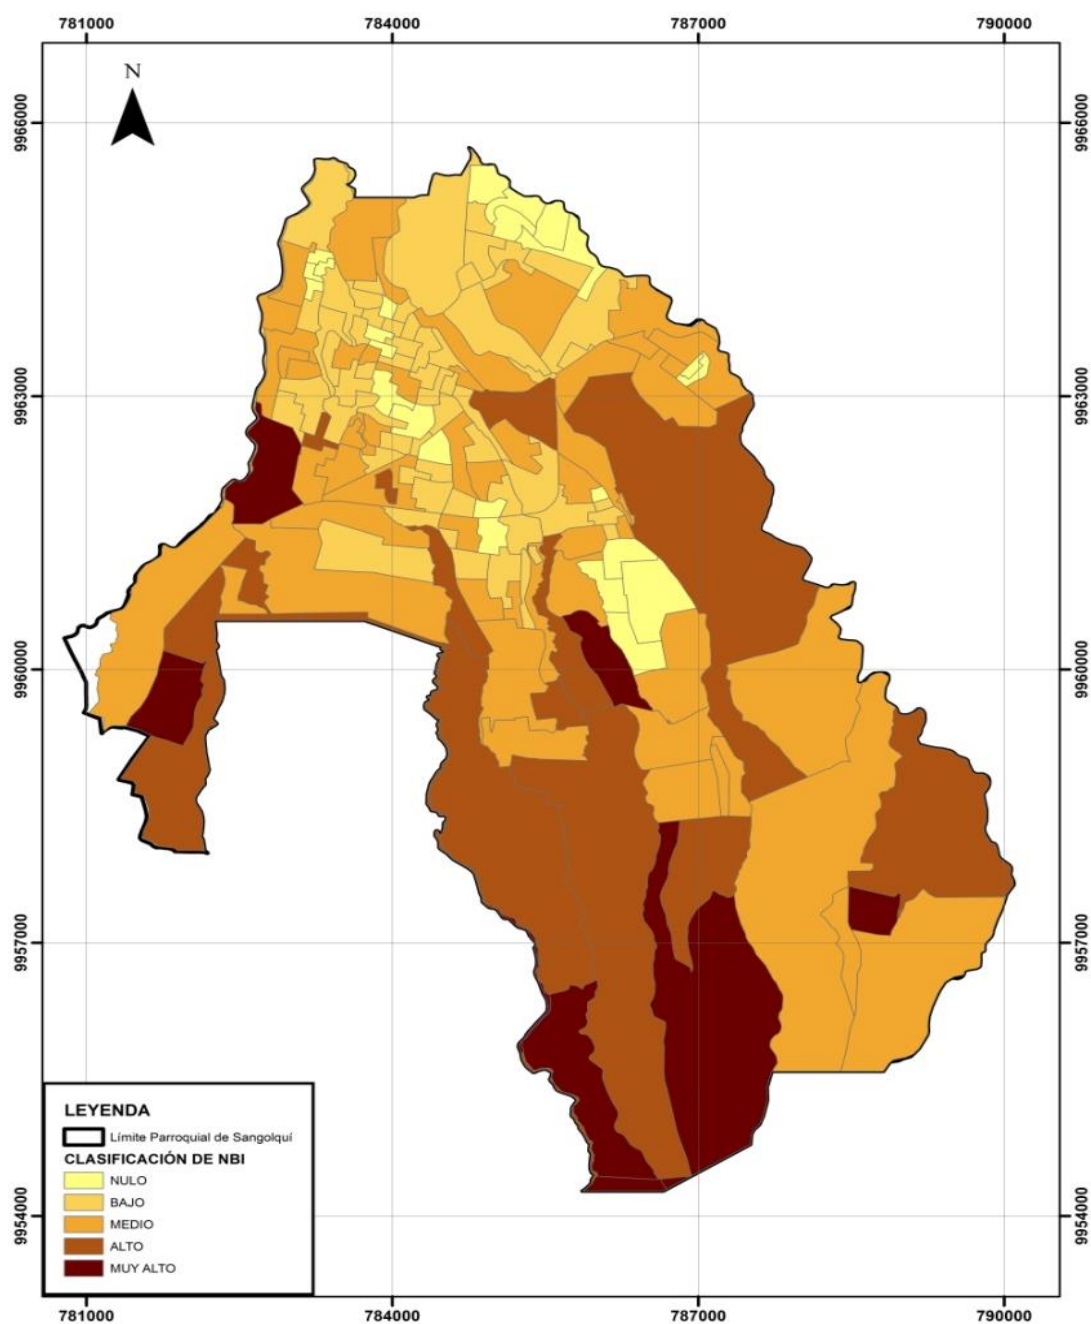 781000 784000 787000 790000
N
9966000 9966000
9963000 9963000
9960000 9960000
9957000 9957000
9954000 9954000
LEYENDA
Límite Parroquial de Sangolquí
CLASIFICACIÓN DE NBI
NULO
BAJO
MEDIO
ALTO
MUY ALTO
781000 784000 787000 790000